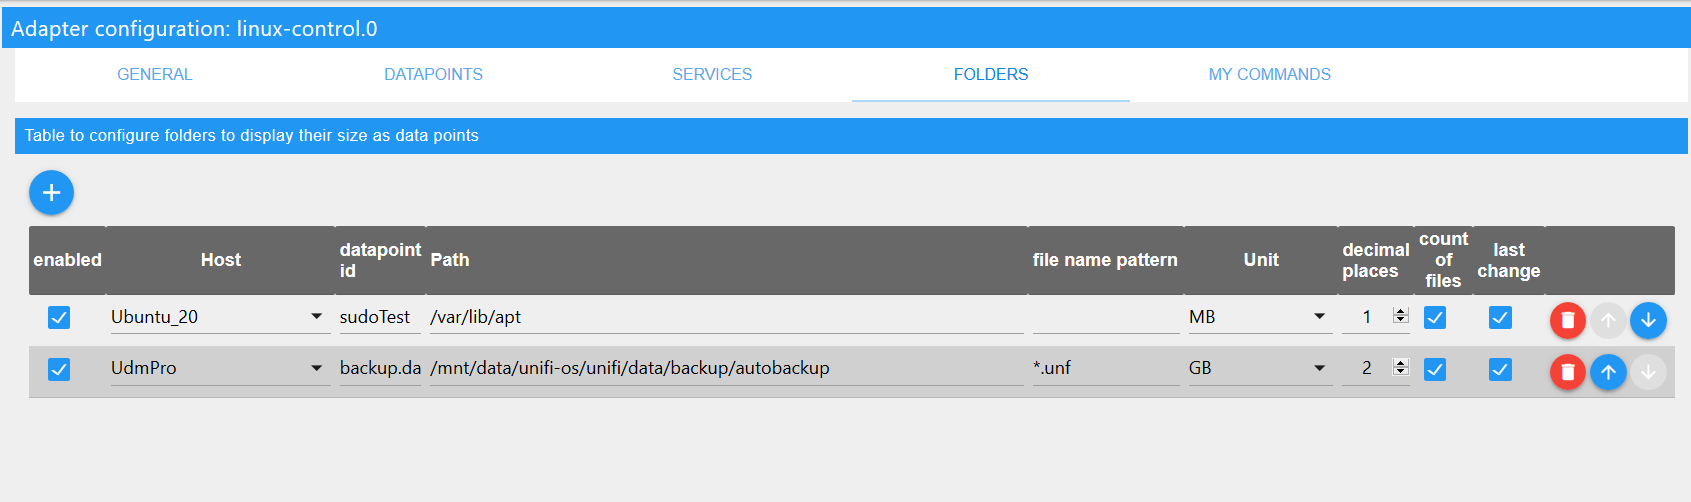 Adapter configuration: linux-control.0
GENERAL DATAPOINTS SERVICES FOLDERS MY COMMANDS
Table to configure folders to display their size as data points
enabled Host datapoint id Path file name pattern Unit decimal places count of files last change
Ubuntu_20 sudoTest /var/lib/apt MB 1
UdmPro backup.da /mnt/data/unifi-os/unifi/data/backup/autobackup *.unf GB 2